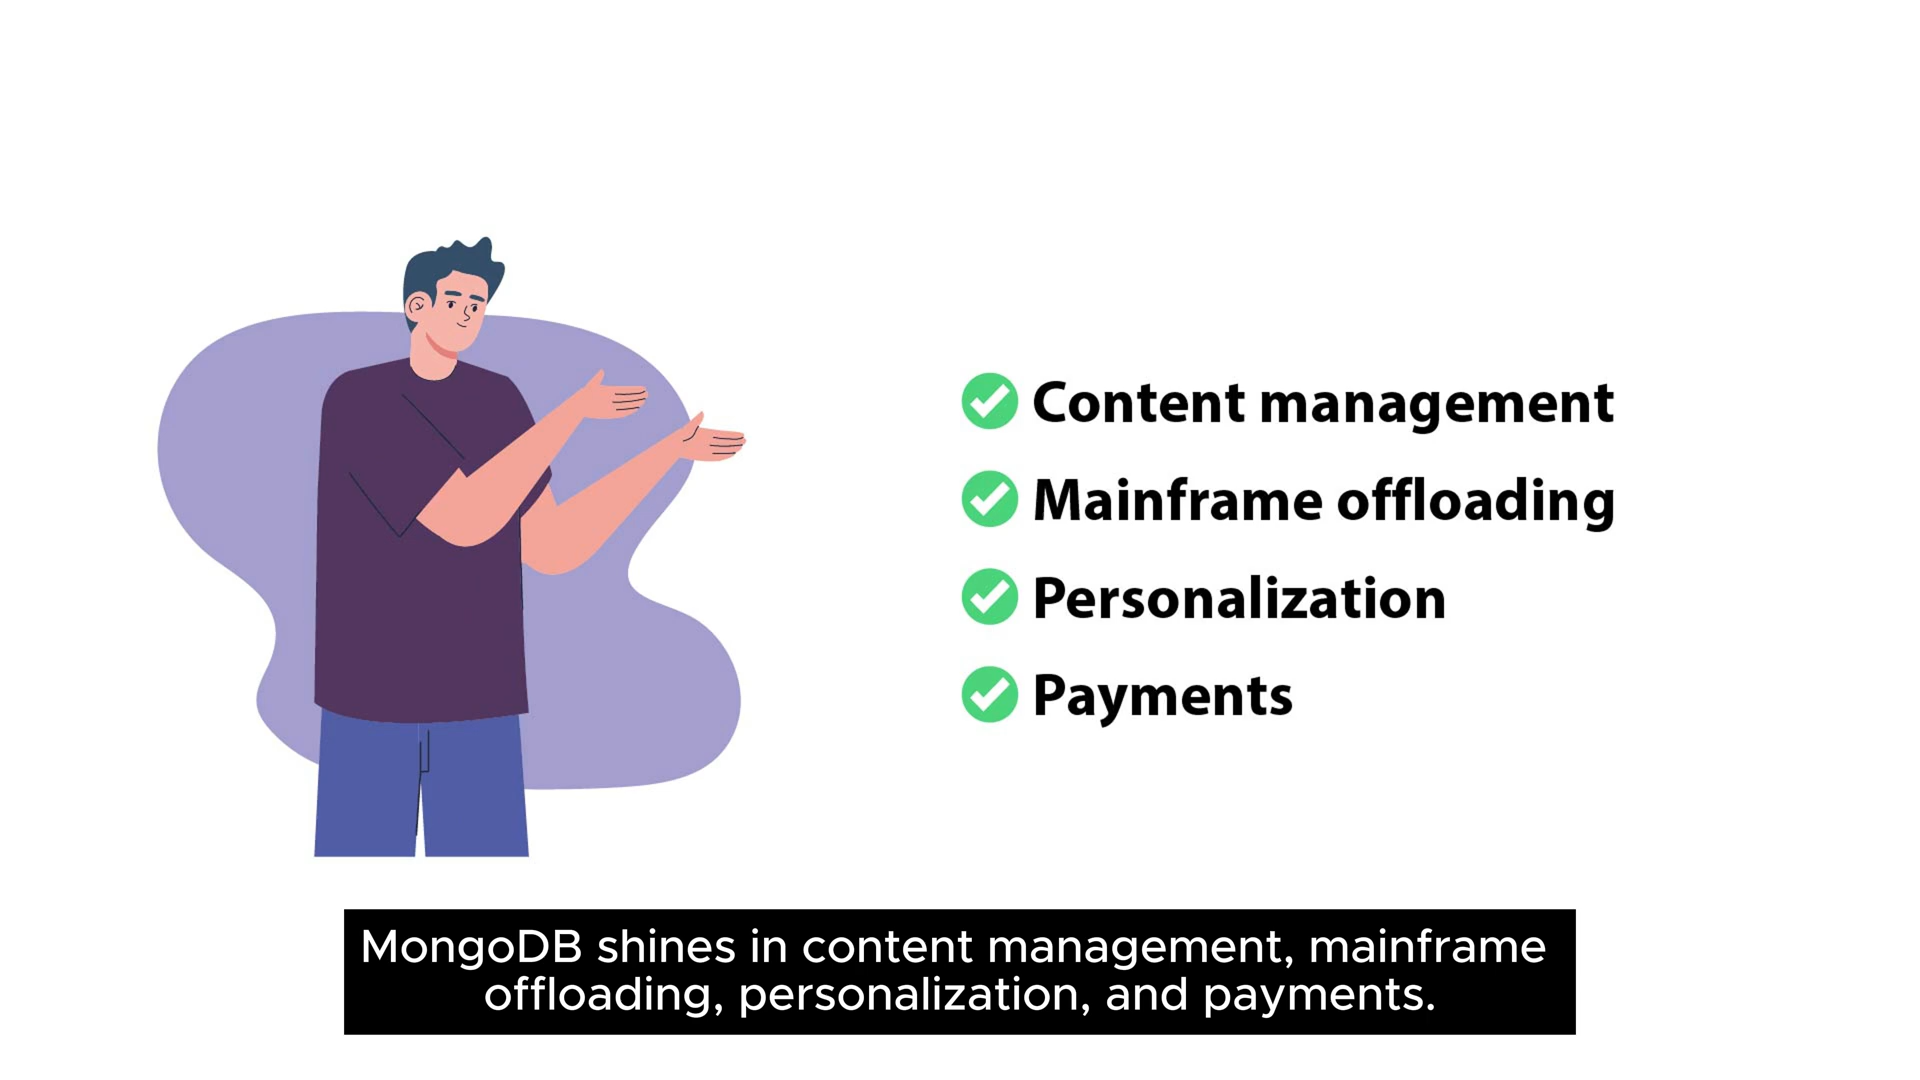 Content management
Mainframe offloading
Personalization
Payments
MongoDB shines in content management, mainframe
offloading, personalization, and payments.